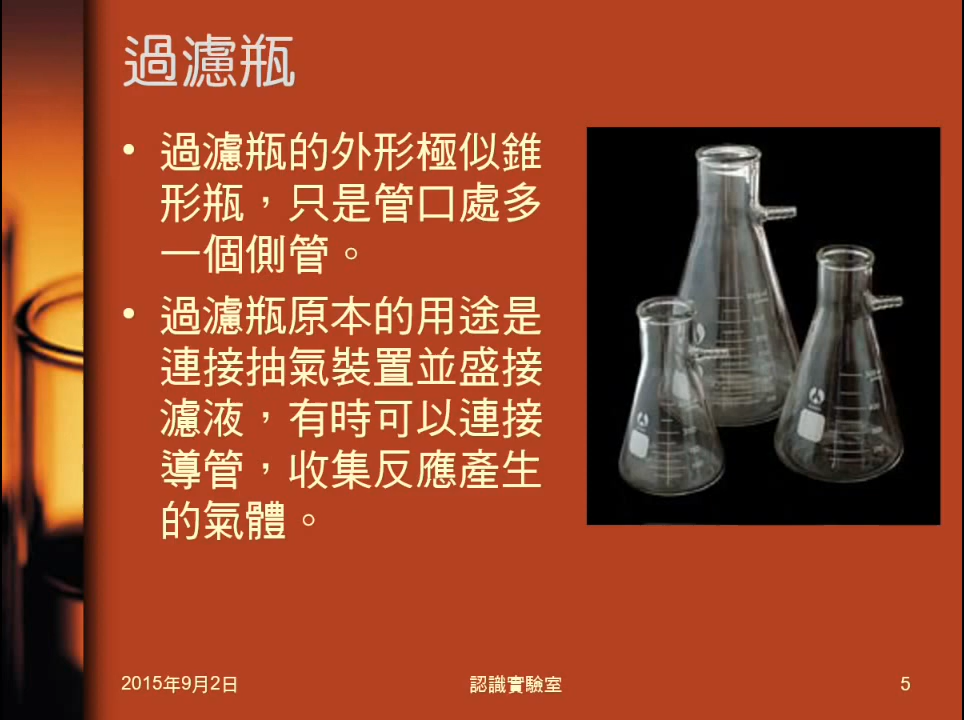 過濾瓶
• 過濾瓶的外形極似錐
形瓶，只是管口處多
一個側管。
• 過濾瓶原本的用途是
連接抽氣裝置並盛接
濾液，有時可以連接
導管，收集反應產生
的氣體。
2015年9月2日
認識實驗室
5